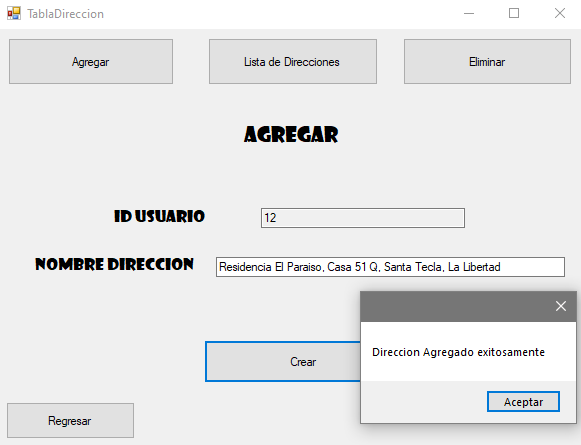 TablaDireccion
Agregar
Lista de Direcciones
Eliminar
AGREGAR
ID USUARIO
12
NOMBRE DIRECCION
Residencia El Paraiso, Casa 51 Q, Santa Tecla, La Libertad
Direccion Agregado exitosamente
Crear
Aceptar
Regresar